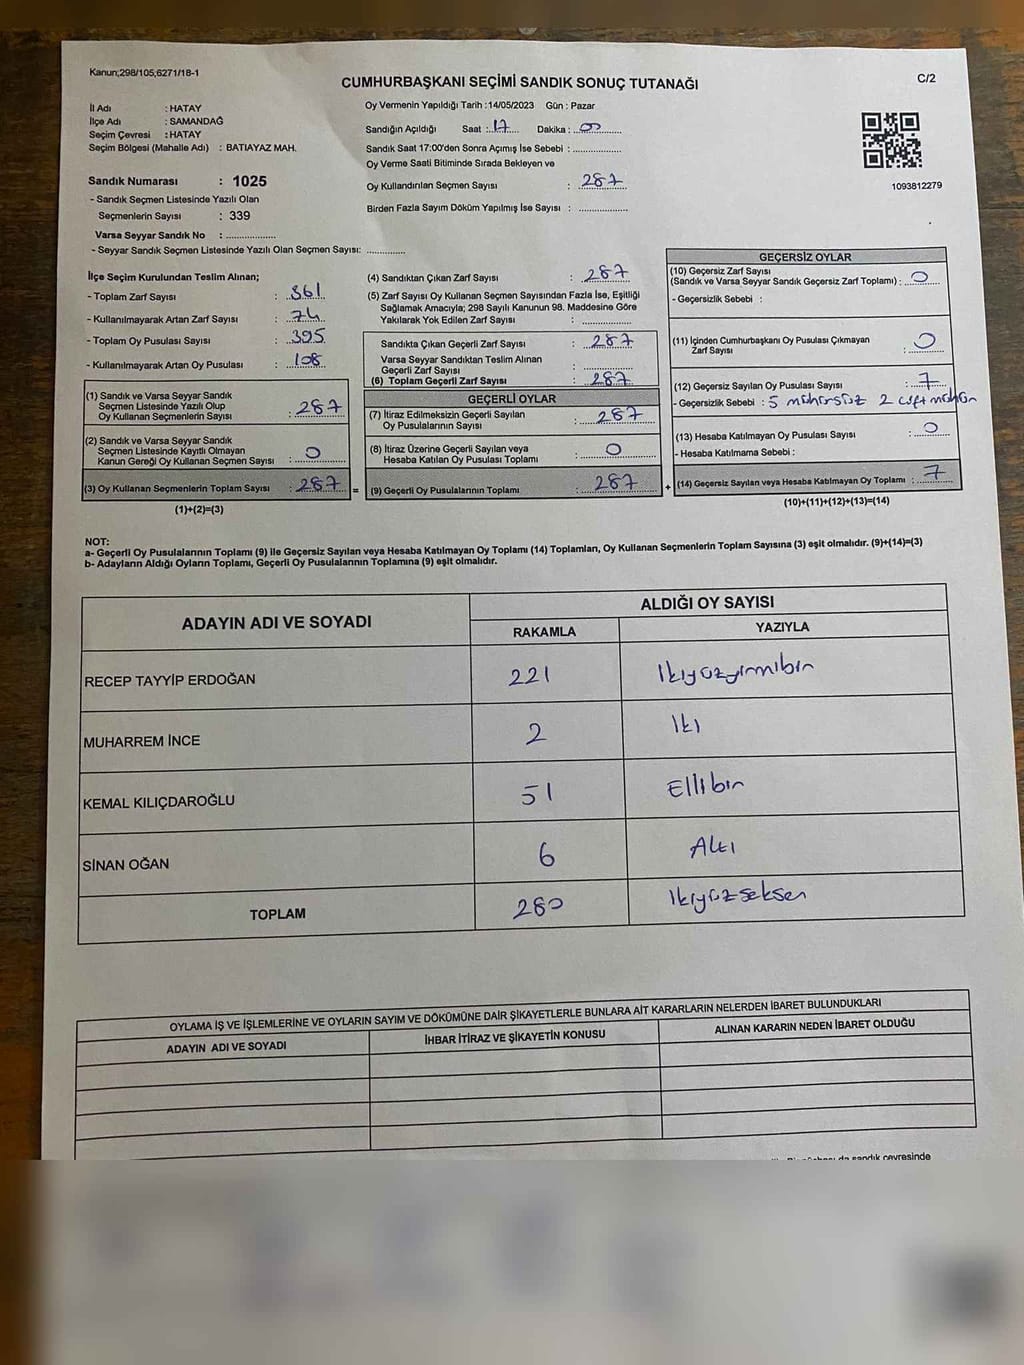 Kanun;298/105,6271/18-1
C/2
CUMHURBAŞKANI SEÇİMİ SANDIK SONUÇ TUTANAĞI
İl Adı : HATAY
İlçe Adı : SAMANDAĞ
Seçim Çevresi : HATAY
Seçim Bölgesi (Mahalle Adı) : BATIAYAZ MAH.
Sandık Numarası : 1025
- Sandık Seçmen Listesinde Yazılı Olan
Seçmenlerin Sayısı : 339
Varsa Seyyar Sandık No :
- Seyyar Sandık Seçmen Listesinde Yazılı Olan Seçmen Sayısı:
Oy Vermenin Yapıldığı Tarih :14/05/2023 Gün : Pazar
Sandığın Açıldığı Saat : 17 Dakika : 00
Sandık Saat 17:00'den Sonra Açımış İse Sebebi :
Oy Verme Saati Bitiminde Sırada Bekleyen ve
Oy Kullandırılan Seçmen Sayısı : 287
Birden Fazla Sayım Döküm Yapılmış İse Sayısı :
1093812279
İlçe Seçim Kurulundan Teslim Alınan;
- Toplam Zarf Sayısı : 361
- Kullanılmayarak Artan Zarf Sayısı : 74
- Toplam Oy Pusulası Sayısı : 395
- Kullanılmayarak Artan Oy Pusulası : 108
(1) Sandık ve Varsa Seyyar Sandık
Seçmen Listesinde Yazılı Olup
Oy Kullanan Seçmenlerin Sayısı : 287
(2) Sandık ve Varsa Seyyar Sandık
Seçmen Listesinde Kayıtlı Olmayan
Kanun Gereği Oy Kullanan Seçmen Sayısı : 0
(3) Oy Kullanan Seçmenlerin Toplam Sayısı : 287 =
(1)+(2)=(3)
(4) Sandıktan Çıkan Zarf Sayısı : 287
(5) Zarf Sayısı Oy Kullanan Seçmen Sayısından Fazla İse, Eşitliği
Sağlamak Amacıyla; 298 Sayılı Kanunun 98. Maddesine Göre
Yakılarak Yok Edilen Zarf Sayısı :
Sandıkta Çıkan Geçerli Zarf Sayısı : 287
Varsa Seyyar Sandıktan Teslim Alınan
Geçerli Zarf Sayısı :
(6) Toplam Geçerli Zarf Sayısı : 287
GEÇERLİ OYLAR
(7) İtiraz Edilmeksizin Geçerli Sayılan
Oy Pusulalarının Sayısı : 287
(8) İtiraz Üzerine Geçerli Sayılan veya
Hesaba Katılan Oy Pusulası Toplamı : 0
(9) Geçerli Oy Pusulalarının Toplamı : 287 +
GEÇERSİZ OYLAR
(10) Geçersiz Zarf Sayısı
(Sandık ve Varsa Seyyar Sandık Geçersiz Zarf Toplamı) : 0
- Geçersizlik Sebebi :
(11) İçinden Cumhurbaşkanı Oy Pusulası Çıkmayan
Zarf Sayısı : 0
(12) Geçersiz Sayılan Oy Pusulası Sayısı : 7
- Geçersizlik Sebebi : 5 mühürsüz 2 çift mühür
(13) Hesaba Katılmayan Oy Pusulası Sayısı : 0
- Hesaba Katılmama Sebebi :
(14) Geçersiz Sayılan veya Hesaba Katılmayan Oy Toplamı : 7
(10)+(11)+(12)+(13)=(14)
NOT:
a- Geçerli Oy Pusulalarının Toplamı (9) ile Geçersiz Sayılan veya Hesaba Katılmayan Oy Toplamı (14) Toplamları, Oy Kullanan Seçmenlerin Toplam Sayısına (3) eşit olmalıdır. (9)+(14)=(3)
b- Adayların Aldığı Oyların Toplamı, Geçerli Oy Pusulalarının Toplamına (9) eşit olmalıdır.
ADAYIN ADI VE SOYADI
ALDIĞI OY SAYISI
RAKAMLA YAZIYLA
RECEP TAYYİP ERDOĞAN 221 İkiyüzyirmibir
MUHARREM İNCE 2 İki
KEMAL KILIÇDAROĞLU 51 Ellibir
SİNAN OĞAN 6 Altı
TOPLAM 280 İkiyüzseksen
OYLAMA İŞ VE İŞLEMLERİNE VE OYLARIN SAYIM VE DÖKÜMÜNE DAİR ŞİKAYETLERLE BUNLARA AİT KARARLARIN NELERDEN İBARET BULUNDUKLARI
ADAYIN ADI VE SOYADI İHBAR İTİRAZ VE ŞİKAYETİN KONUSU ALINAN KARARIN NEDEN İBARET OLDUĞU
da sandık çevresinde